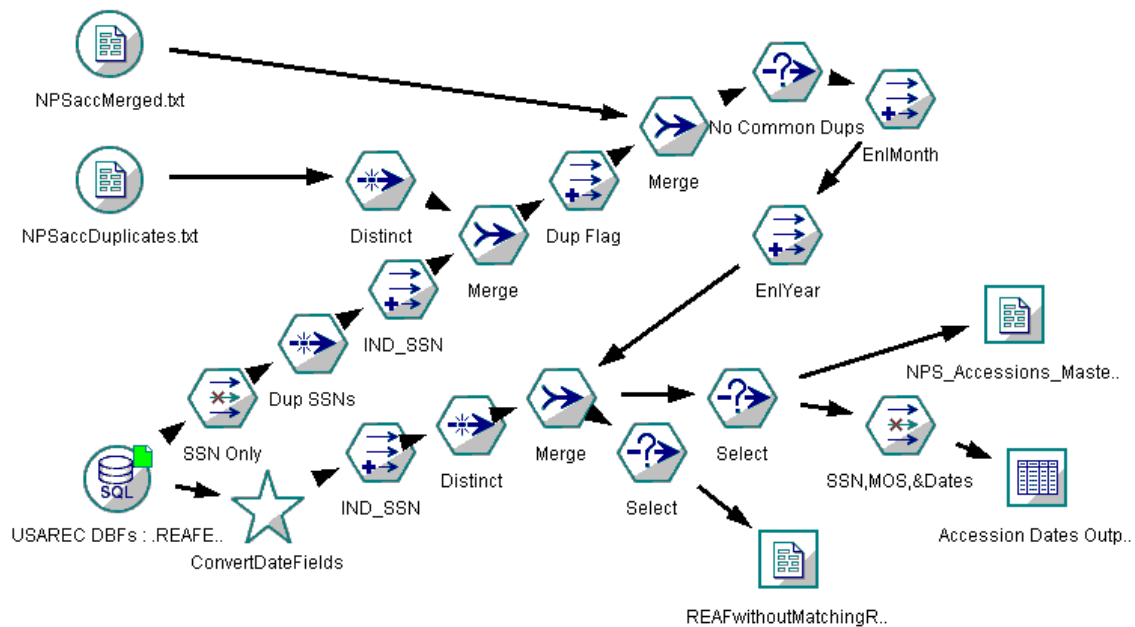 NPSaccMerged.txt
No Common Dups
EnlMonth
Merge
NPSaccDuplicates.txt
Distinct
Dup Flag
Merge
EnlYear
IND_SSN
NPS_Accessions_Maste..
Dup SSNs
SSN Only
Merge
Select
SSN,MOS,&Dates
Distinct
IND_SSN
Select
SQL
USAREC DBFs : .REAFE..
Accession Dates Outp..
ConvertDateFields
REAFwithoutMatchingR..